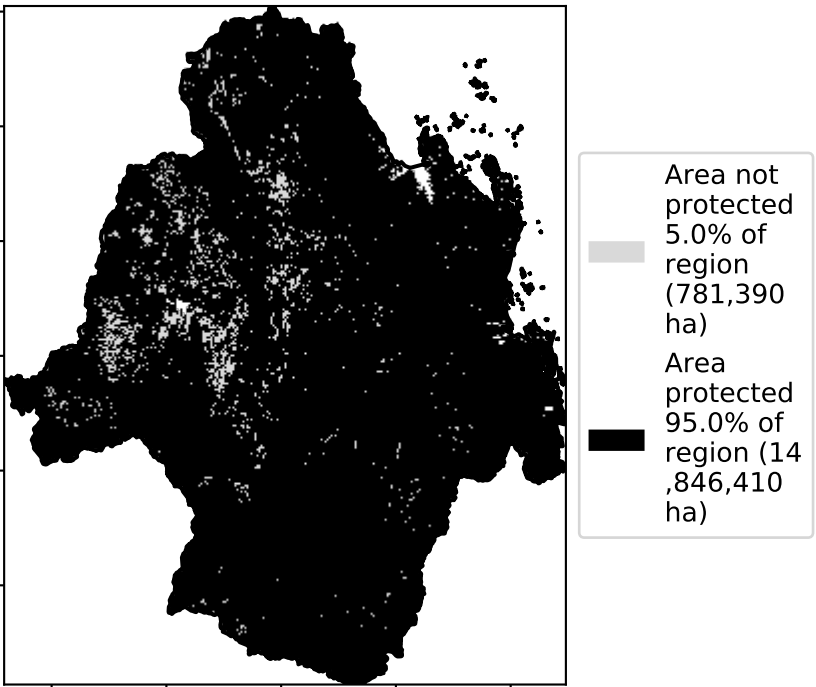 Area not
protected
5.0% of
region
(781,390
ha)
Area
protected
95.0% of
region (14
,846,410
ha)